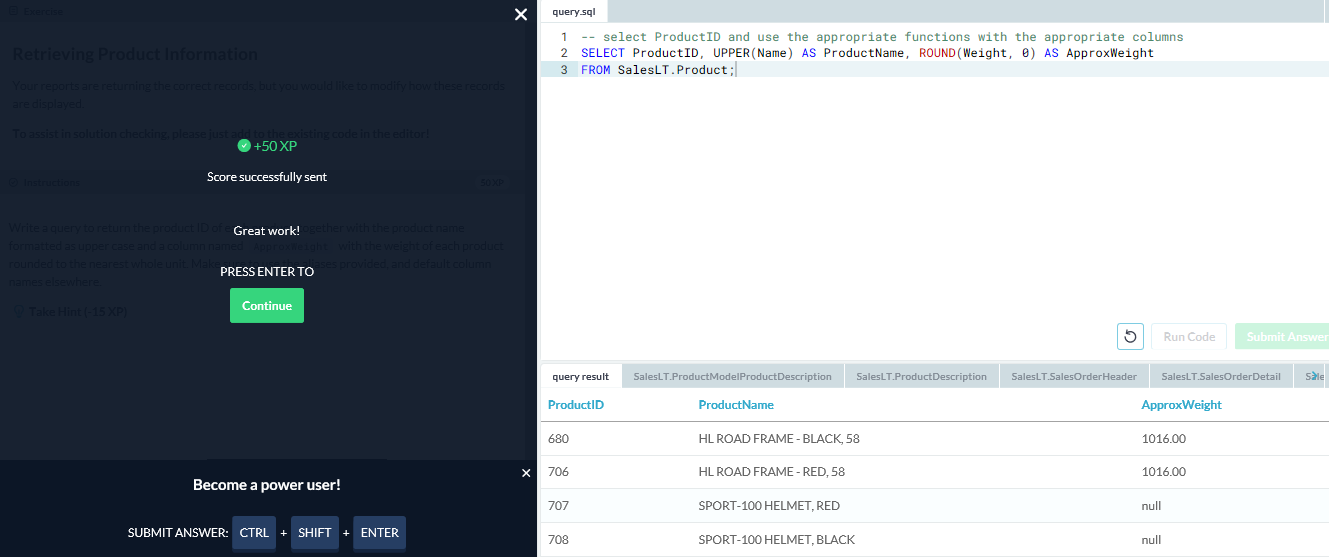 Exercise
Retrieving Product Information
Your reports are returning the correct records, but you would like to modify how these records
are displayed.
To assist in solution checking, please just add to the existing code in the editor!
+50 XP
Score successfully sent
Instructions
50 XP
Great work!
Write a query to return the product ID of together with the product name
formatted as upper case and a column named ApproxWeight with the weight of each product
rounded to the nearest whole unit. Make sure to use the aliases provided, and default column
names elsewhere.
PRESS ENTER TO
Continue
Take Hint (-15 XP)
Become a power user!
SUBMIT ANSWER: CTRL + SHIFT + ENTER
query.sql
1 -- select ProductID and use the appropriate functions with the appropriate columns
2 SELECT ProductID, UPPER(Name) AS ProductName, ROUND(Weight, 0) AS ApproxWeight
3 FROM SalesLT.Product;
Run Code
Submit Answer
query result
SalesLT.ProductModelProductDescription
SalesLT.ProductDescription
SalesLT.SalesOrderHeader
SalesLT.SalesOrderDetail
ProductID ProductName ApproxWeight
680 HL ROAD FRAME - BLACK, 58 1016.00
706 HL ROAD FRAME - RED, 58 1016.00
707 SPORT-100 HELMET, RED null
708 SPORT-100 HELMET, BLACK null